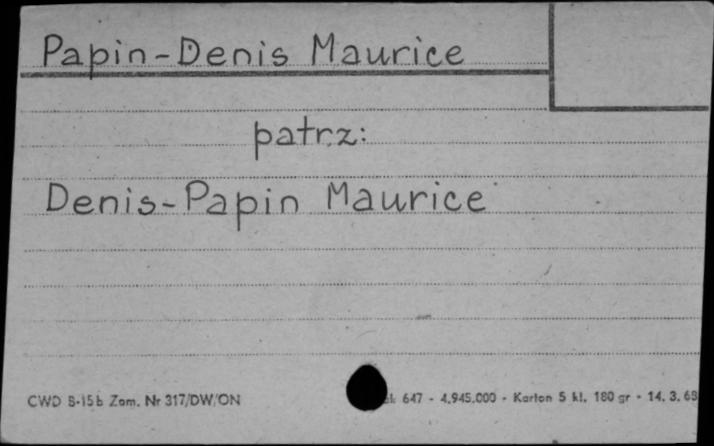 Papin-Denis Maurice
patrz:
Denis-Papin Maurice
CWD B-15b Zam. Nr 317/DW/ON 647 - 4.945.000 - Karton 5 kl. 180 gr - 14. 3. 6